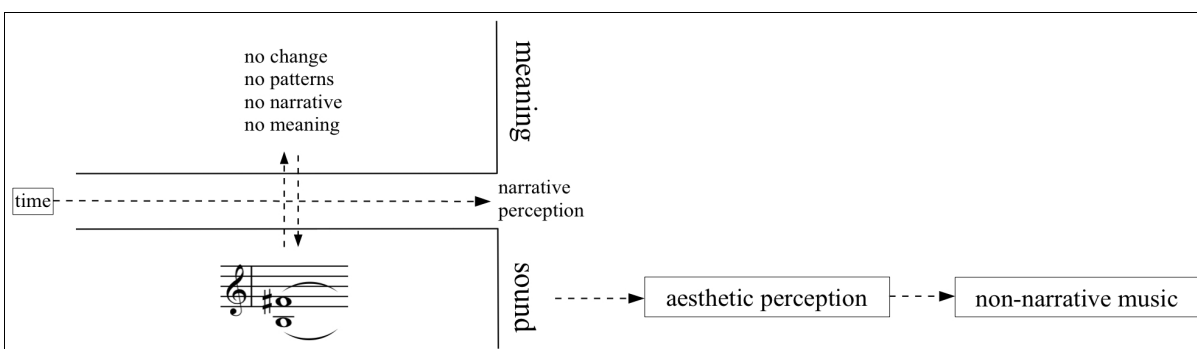 no change
no patterns
no narrative
no meaning
meaning
time
narrative
perception
sound
aesthetic perception
non-narrative music